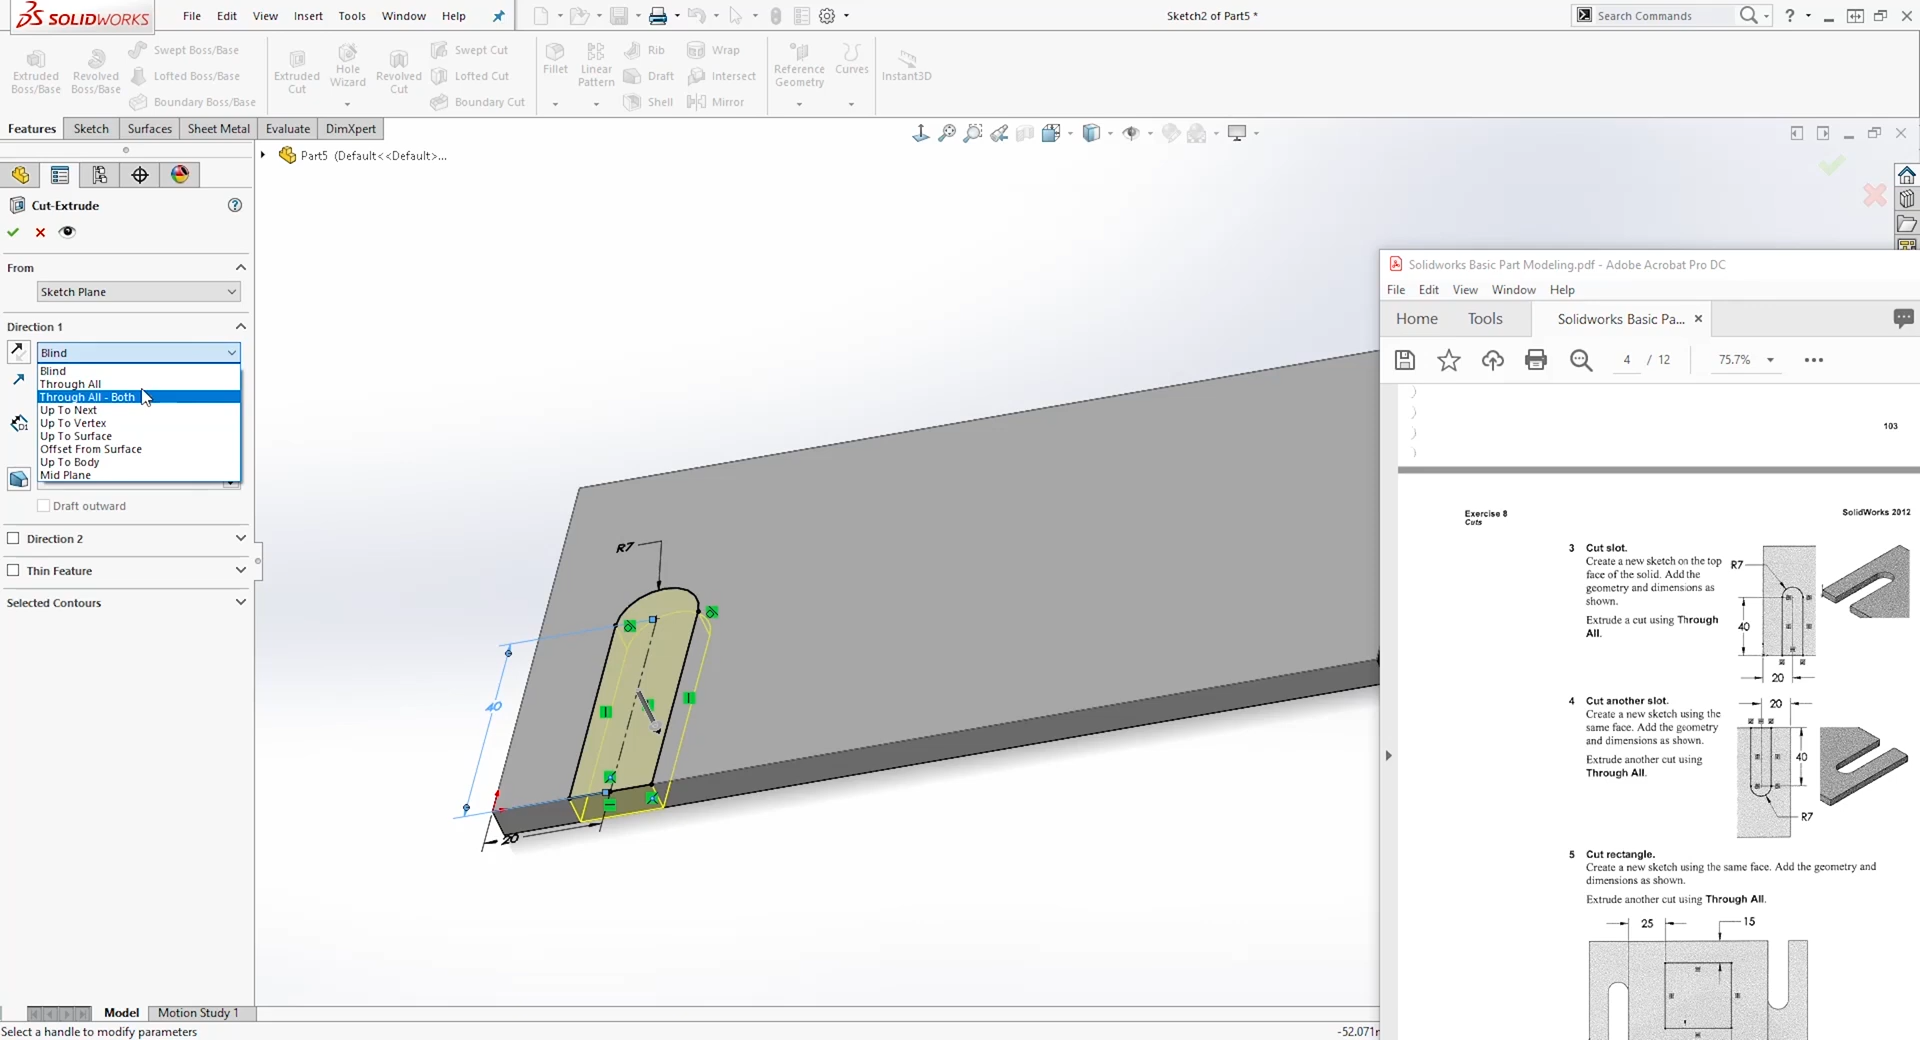 SOLIDWORKS
File Edit View Insert Tools Window Help
Sketch2 of Part5 *
Search Commands
Extruded Boss/Base
Revolved Boss/Base
Swept Boss/Base
Lofted Boss/Base
Boundary Boss/Base
Extruded Cut
Hole Wizard
Revolved Cut
Swept Cut
Lofted Cut
Boundary Cut
Fillet
Linear Pattern
Rib
Draft
Shell
Wrap
Intersect
Mirror
Reference Geometry
Curves
Instant3D
Features Sketch Surfaces Sheet Metal Evaluate DimXpert
Part5 (Default<<Default>...
Cut-Extrude
From
Sketch Plane
Direction 1
Blind
Blind
Through All
Through All - Both
Up To Next
Up To Vertex
Up To Surface
Offset From Surface
Up To Body
Mid Plane
Draft outward
Direction 2
Thin Feature
Selected Contours
R7
40
20
Model Motion Study 1
Select a handle to modify parameters
-52.071
Solidworks Basic Part Modeling.pdf - Adobe Acrobat Pro DC
File Edit View Window Help
Home Tools Solidworks Basic Pa...
4 / 12 75.7%
103
Exercise 8
Cuts
SolidWorks 2012
3 Cut slot.
Create a new sketch on the top
face of the solid. Add the
geometry and dimensions as
shown.
Extrude a cut using Through
All.
R7
40
20
4 Cut another slot.
Create a new sketch using the
same face. Add the geometry
and dimensions as shown.
Extrude another cut using
Through All.
20
40
R7
5 Cut rectangle.
Create a new sketch using the same face. Add the geometry and
dimensions as shown.
Extrude another cut using Through All.
25
15